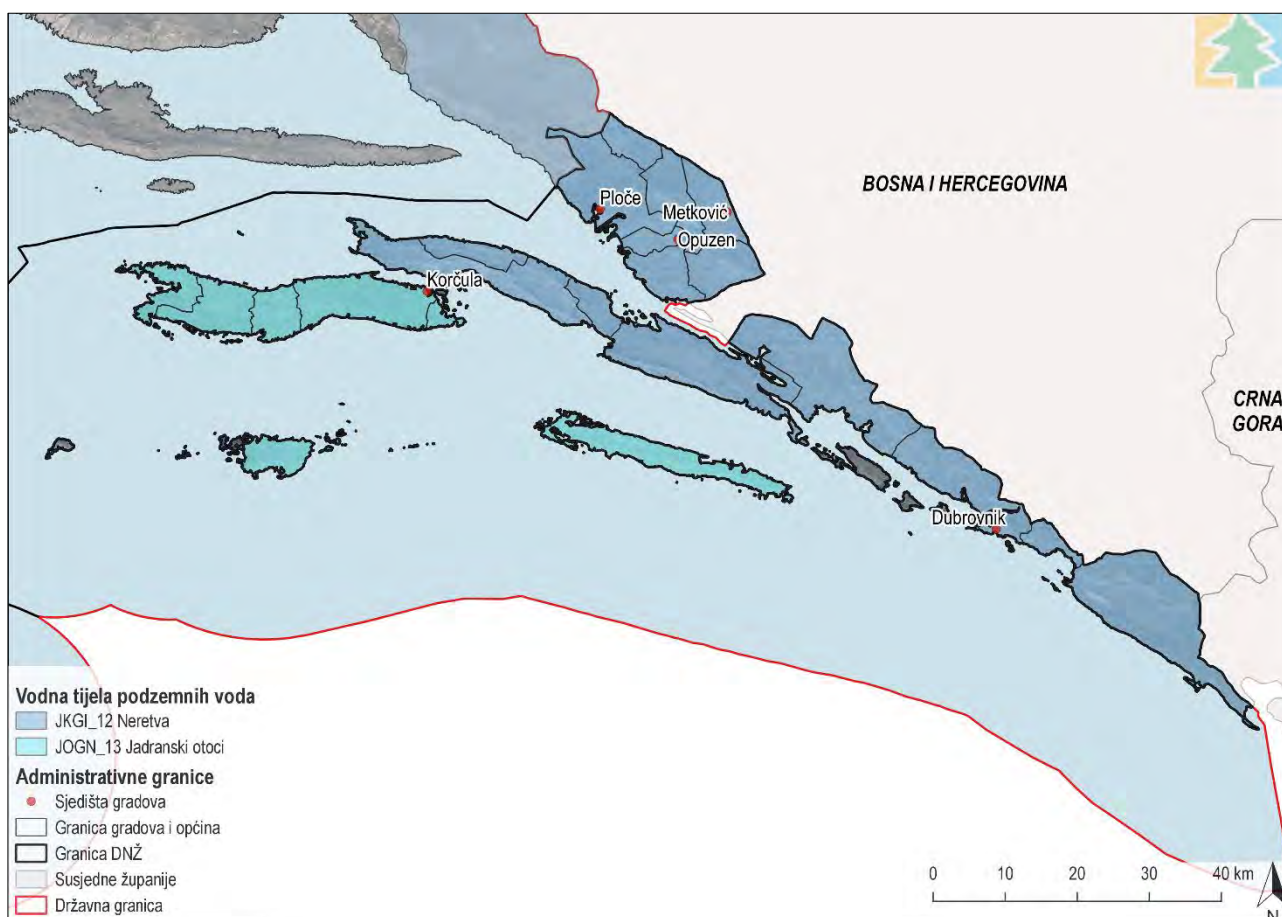 BOSNA I HERCEGOVINA
Ploče
Metković
Opuzen
Korčula
CRNA
GORA
Dubrovnik
Vodna tijela podzemnih voda
JKGI_12 Neretva
JOGN_13 Jadranski otoci
Administrativne granice
Sjedišta gradova
Granica gradova i općina
Granica DNŽ
Susjedne županije
Državna granica
0 10 20 30 40 km
N